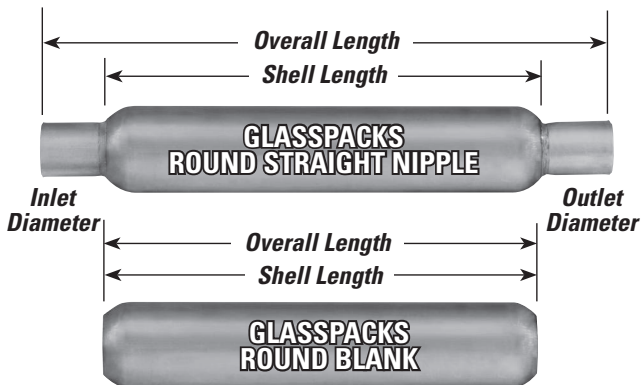 Overall Length
Shell Length
GLASSPACKS
ROUND STRAIGHT NIPPLE
Inlet
Diameter
Outlet
Diameter
Overall Length
Shell Length
GLASSPACKS
ROUND BLANK